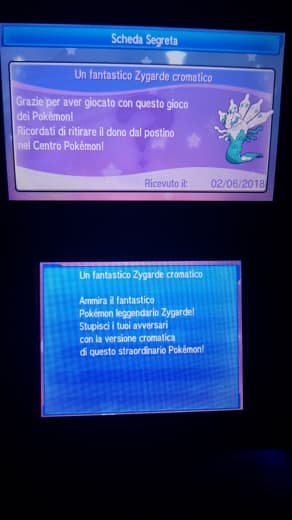 Scheda Segreta
Un fantastico Zygarde cromatico
Grazie per aver giocato con questo gioco
dei Pokémon!
Ricordati di ritirare il dono dal postino
nel Centro Pokémon!
Ricevuto il: 02/06/2018
Un fantastico Zygarde cromatico
Ammira il fantastico
Pokémon leggendario Zygarde!
Stupisci i tuoi avversari
con la versione cromatica
di questo straordinario Pokémon!